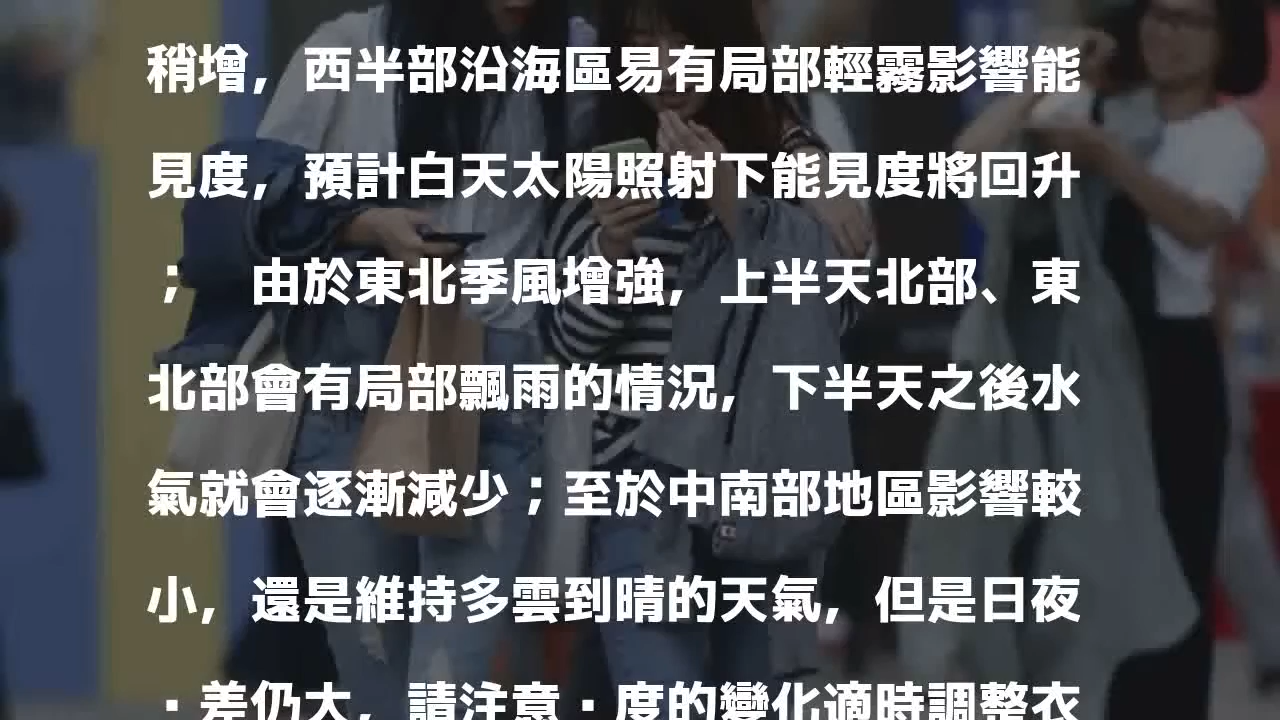 稍增，西半部沿海區易有局部輕霧影響能
見度，預計白天太陽照射下能見度將回升
；　由於東北季風增強，上半天北部、東
北部會有局部飄雨的情況，下半天之後水
氣就會逐漸減少；至於中南部地區影響較
小，還是維持多雲到晴的天氣，但是日夜
・差仍大，請注意・度的變化適時調整衣